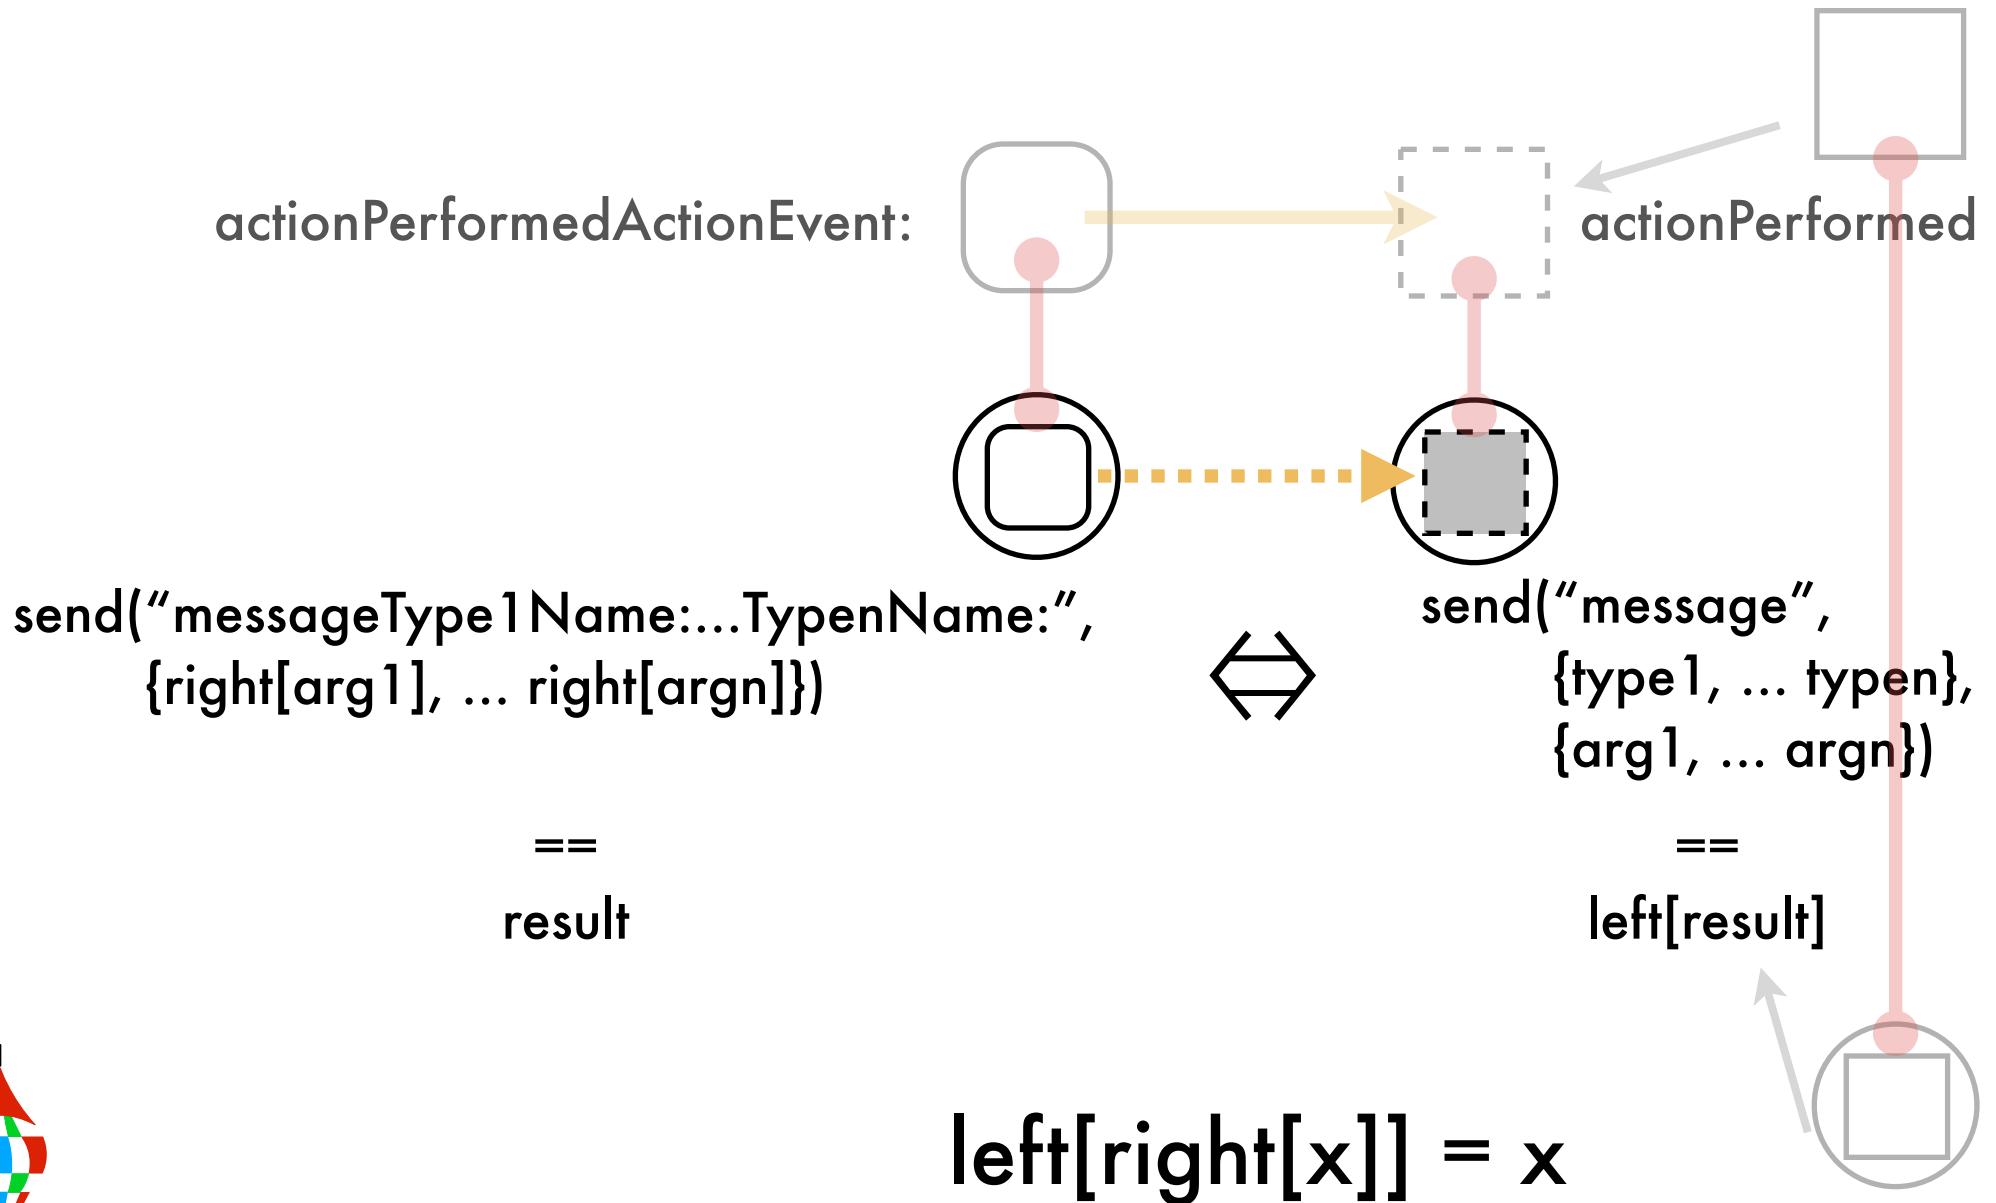 actionPerformedActionEvent:
actionPerformed
send(“messageType1Name:...TypenName:”,
{right[arg1], ... right[argn]})
==
result
send(“message”,
{type1, ... typen},
{arg1, ... argn})
==
left[result]
left[right[x]] = x